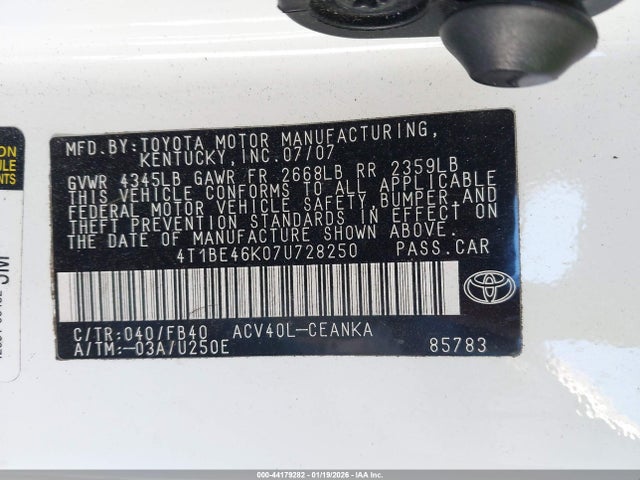 MFD.BY:TOYOTA MOTOR MANUFACTURING,
KENTUCKY,INC.07/07
GVWR 4345LB GAWR FR 2668LB RR 2359LB
THIS VEHICLE CONFORMS TO ALL APPLICABLE
FEDERAL MOTOR VEHICLE SAFETY,BUMPER,AND
THEFT PREVENTION STANDARDS IN EFFECT ON
THE DATE OF MANUFACTURE SHOWN ABOVE.
4T1BE46K07U728250 PASS.CAR
C/TR:040/FB40 ACV40L-CEANKA
A/TM:-03A/U250E 85783
TOYOTA
000-44179282 - 01/19/2026 - IAAI.COM